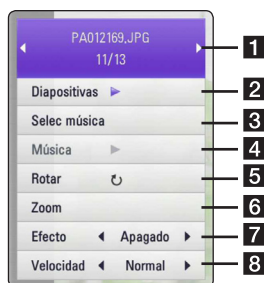 PA012169,JPG
11/13
1
Diapositivas
2
Selec música
3
Música
4
Rotar
5
Zoom
6
Efecto Apagado
7
Velocidad Normal
8